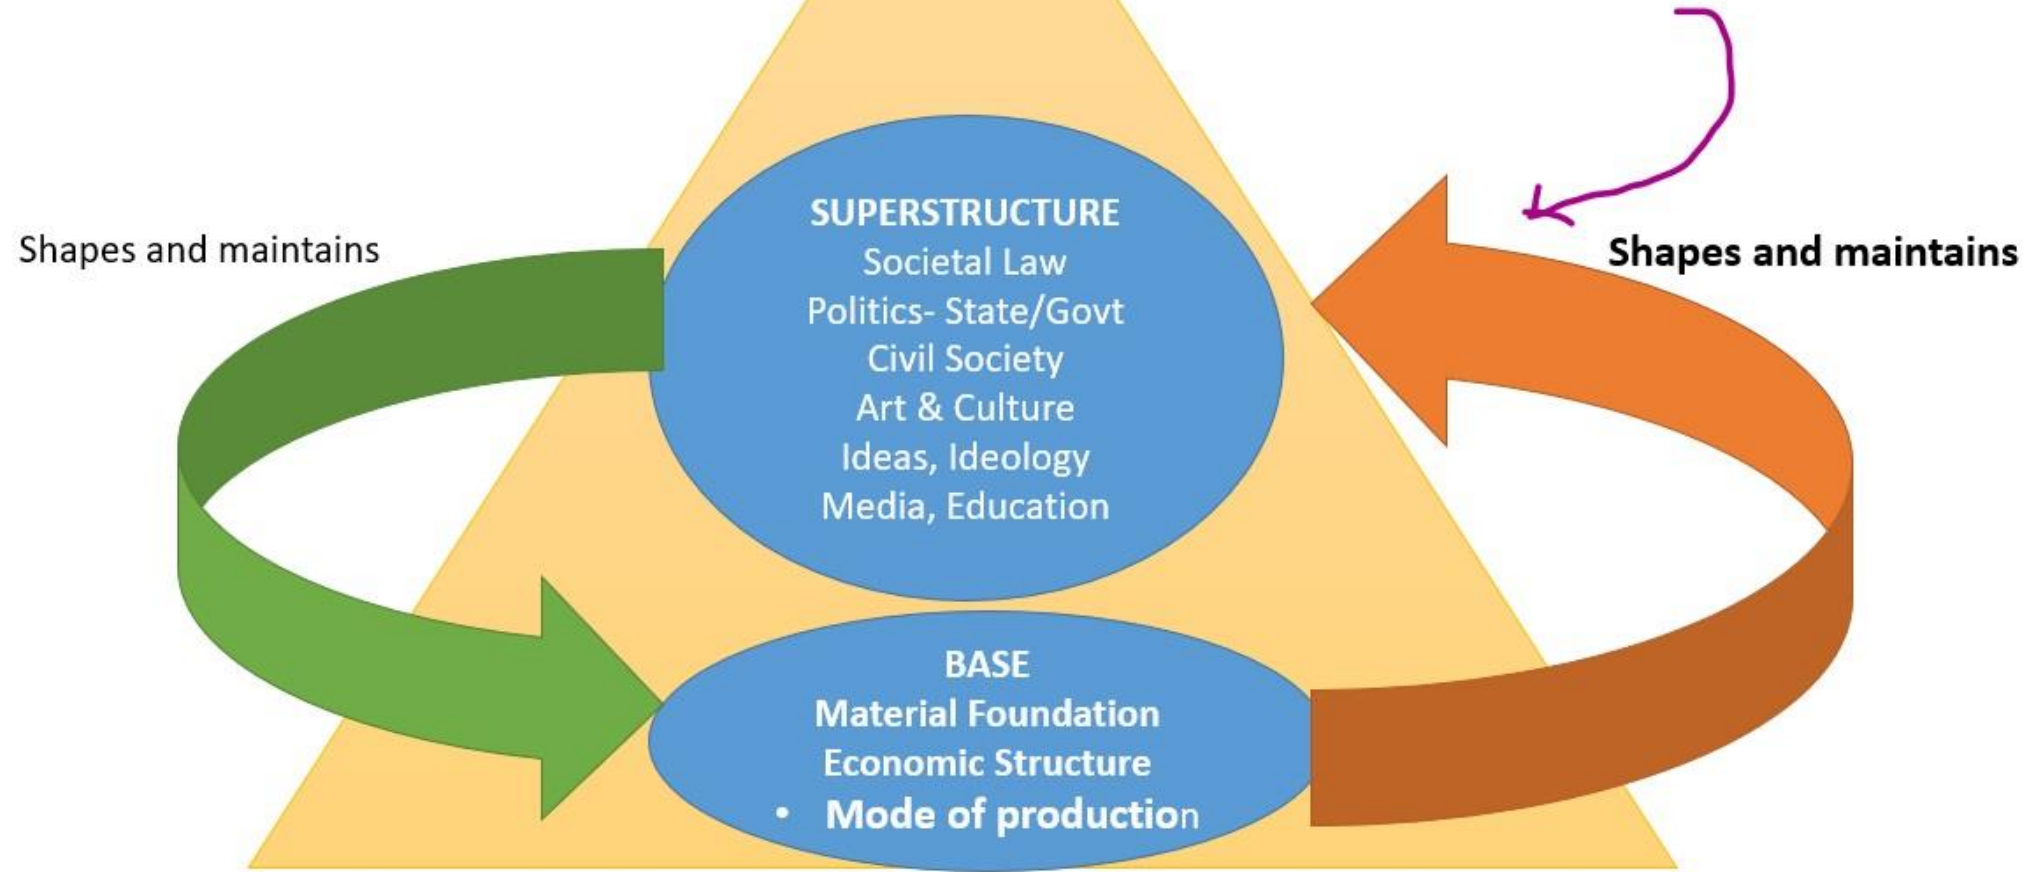 Shapes and maintains
SUPERSTRUCTURE
Societal Law
Politics- State/Govt
Civil Society
Art & Culture
Ideas, Ideology
Media, Education
Shapes and maintains
BASE
Material Foundation
Economic Structure
• Mode of production